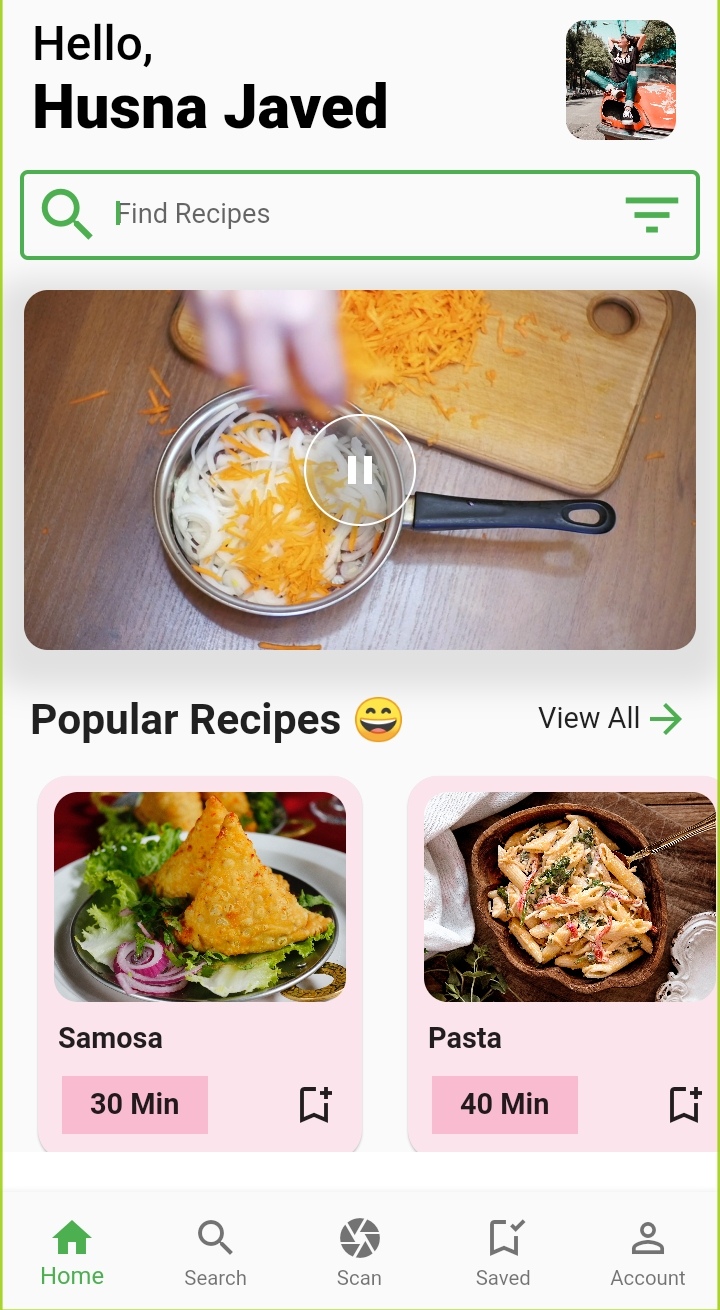 Hello,
Husna Javed
Find Recipes
Popular Recipes 😄
View All
Samosa
Pasta
30 Min
40 Min
Home
Search
Scan
Saved
Account